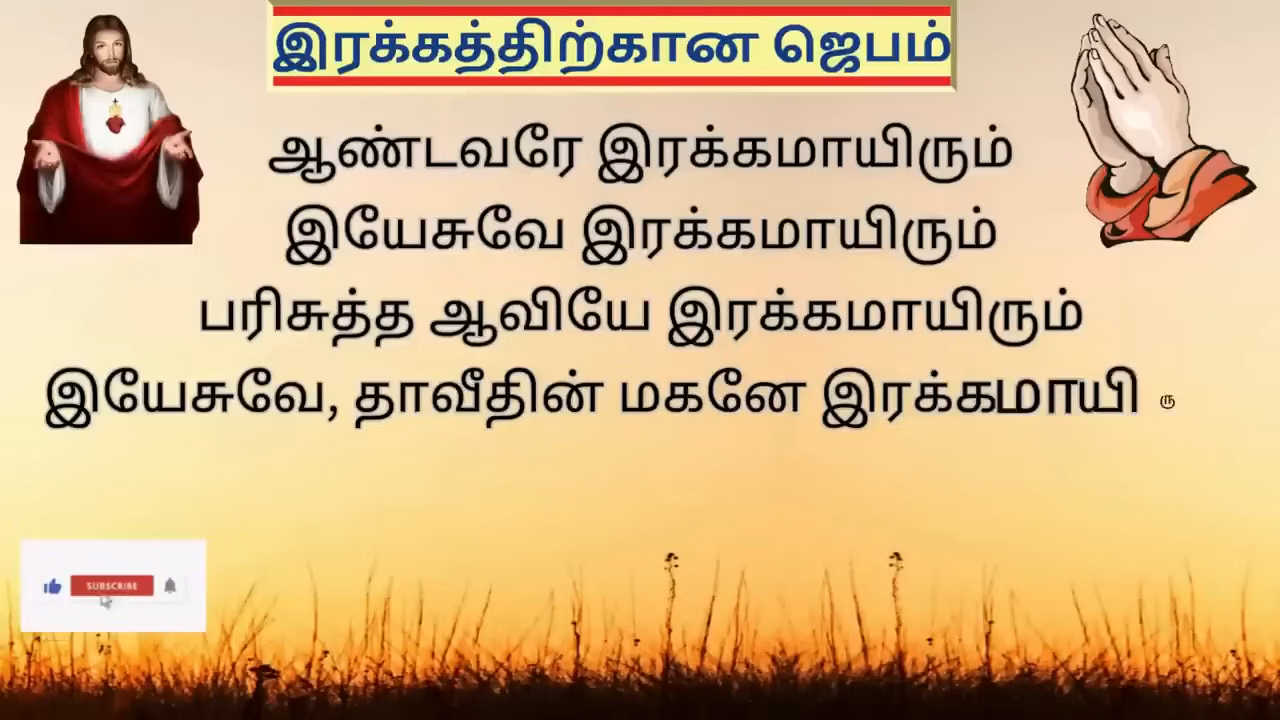 இரக்கத்திற்கான ஜெபம்
ஆண்டவரே இரக்கமாயிரும்
இயேசுவே இரக்கமாயிரும்
பரிசுத்த ஆவியே இரக்கமாயிரும்
இயேசுவே, தாவீதின் மகனே இரக்கமாயி ரு
SUBSCRIBE